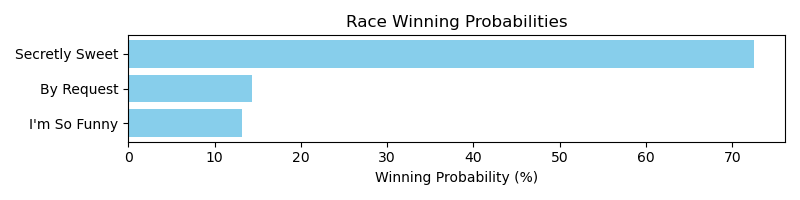 Race Winning Probabilities
Secretly Sweet
By Request
I'm So Funny
0 10 20 30 40 50 60 70
Winning Probability (%)